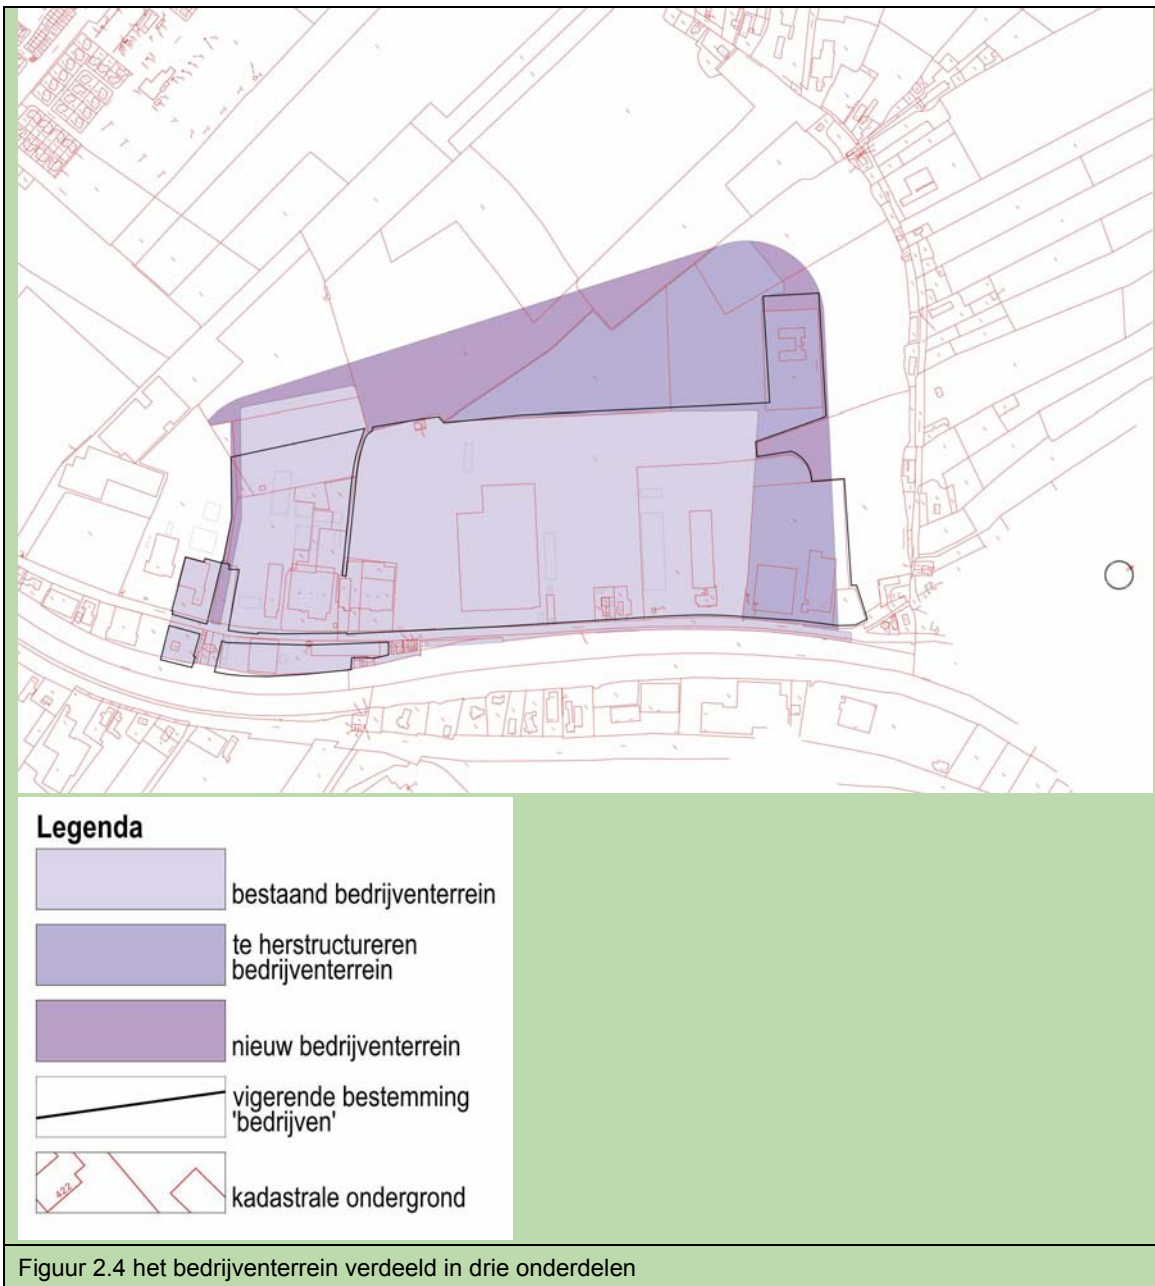 Legenda
bestaand bedrijventerrein
te herstructureren
bedrijventerrein
nieuw bedrijventerrein
vigerende bestemming
'bedrijven'
422
kadastrale ondergrond
Figuur 2.4 het bedrijventerrein verdeeld in drie onderdelen